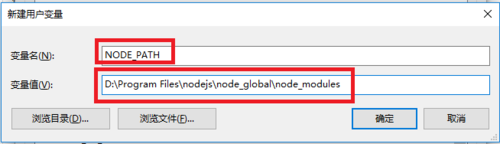 新建用户变量
变量名(N):
NODE_PATH
变量值(V):
D:\Program Files\nodejs\node_global\node_modules
浏览目录(D)...
浏览文件(F)...
确定
取消